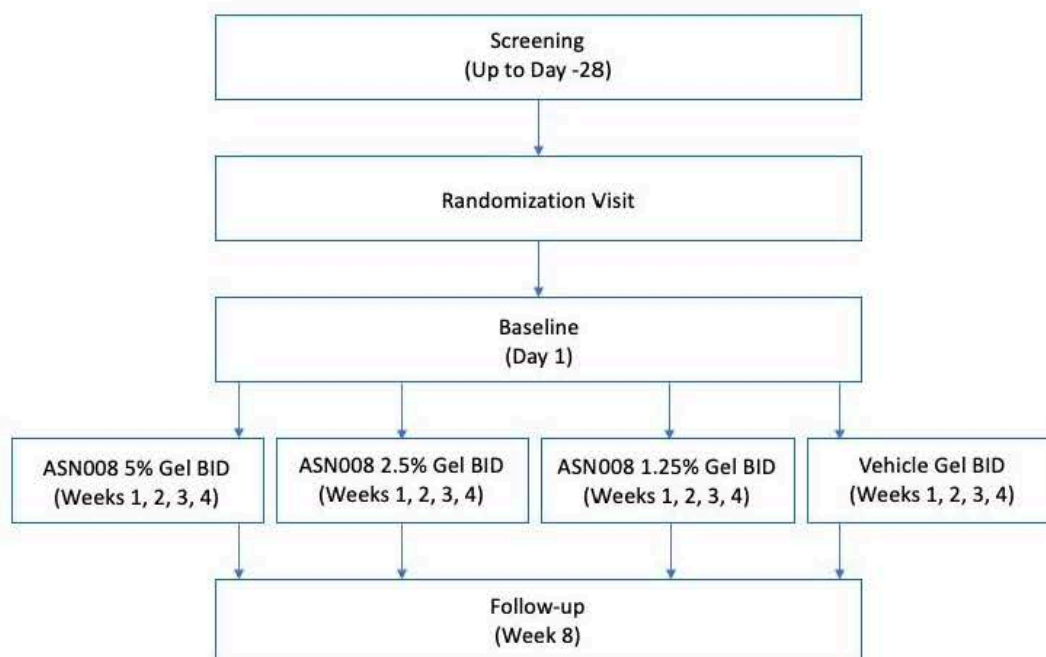 Screening
(Up to Day -28)
Randomization Visit
Baseline
(Day 1)
ASN008 5% Gel BID
(Weeks 1, 2, 3, 4)
ASN008 2.5% Gel BID
(Weeks 1, 2, 3, 4)
ASN008 1.25% Gel BID
(Weeks 1, 2, 3, 4)
Vehicle Gel BID
(Weeks 1, 2, 3, 4)
Follow-up
(Week 8)